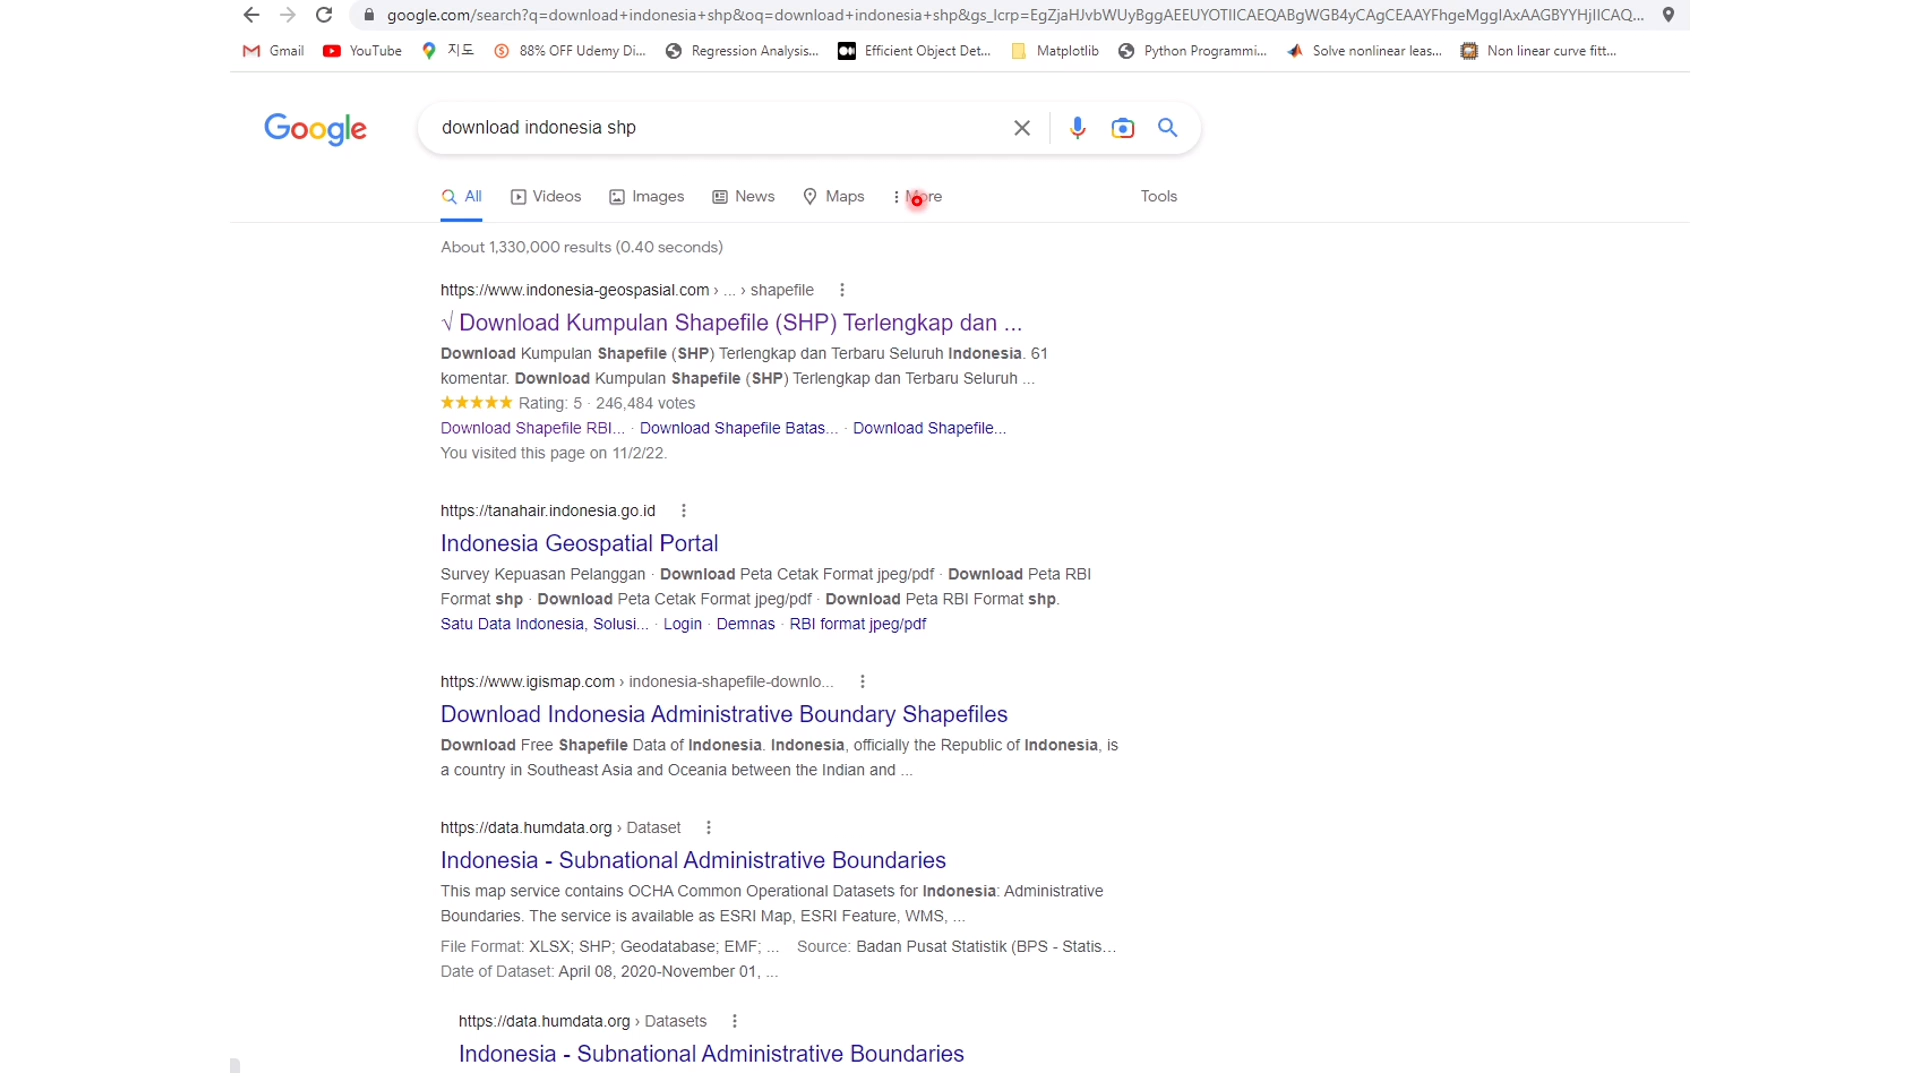 google.com/search?q=download+indonesia+shp&oq=download+indonesia+shp&gs_lcrp=EgZjaHJvbWUyBggAEEUYOTIICAEQABgWGB4yCAgCEAAYFhgeMggIAxAAGBYYHjIICAQ...
Gmail YouTube 지도 88% OFF Udemy Di... Regression Analysis... Efficient Object Det... Matplotlib Python Programmi... Solve nonlinear leas... Non linear curve fitt...
Google download indonesia shp
All Videos Images News Maps More Tools
About 1,330,000 results (0.40 seconds)
https://www.indonesia-geospasial.com › ... › shapefile
√ Download Kumpulan Shapefile (SHP) Terlengkap dan ...
Download Kumpulan Shapefile (SHP) Terlengkap dan Terbaru Seluruh Indonesia. 61
komentar. Download Kumpulan Shapefile (SHP) Terlengkap dan Terbaru Seluruh ...
Rating: 5 · 246,484 votes
Download Shapefile RBI... · Download Shapefile Batas... · Download Shapefile...
You visited this page on 11/2/22.
https://tanahair.indonesia.go.id
Indonesia Geospatial Portal
Survey Kepuasan Pelanggan · Download Peta Cetak Format jpeg/pdf · Download Peta RBI
Format shp · Download Peta Cetak Format jpeg/pdf · Download Peta RBI Format shp.
Satu Data Indonesia, Solusi... · Login · Demnas · RBI format jpeg/pdf
https://www.igismap.com › indonesia-shapefile-downlo...
Download Indonesia Administrative Boundary Shapefiles
Download Free Shapefile Data of Indonesia. Indonesia, officially the Republic of Indonesia, is
a country in Southeast Asia and Oceania between the Indian and ...
https://data.humdata.org › Dataset
Indonesia - Subnational Administrative Boundaries
This map service contains OCHA Common Operational Datasets for Indonesia: Administrative
Boundaries. The service is available as ESRI Map, ESRI Feature, WMS, ...
File Format: XLSX; SHP; Geodatabase; EMF; ... Source: Badan Pusat Statistik (BPS - Statis...
Date of Dataset: April 08, 2020-November 01, ...
https://data.humdata.org › Datasets
Indonesia - Subnational Administrative Boundaries